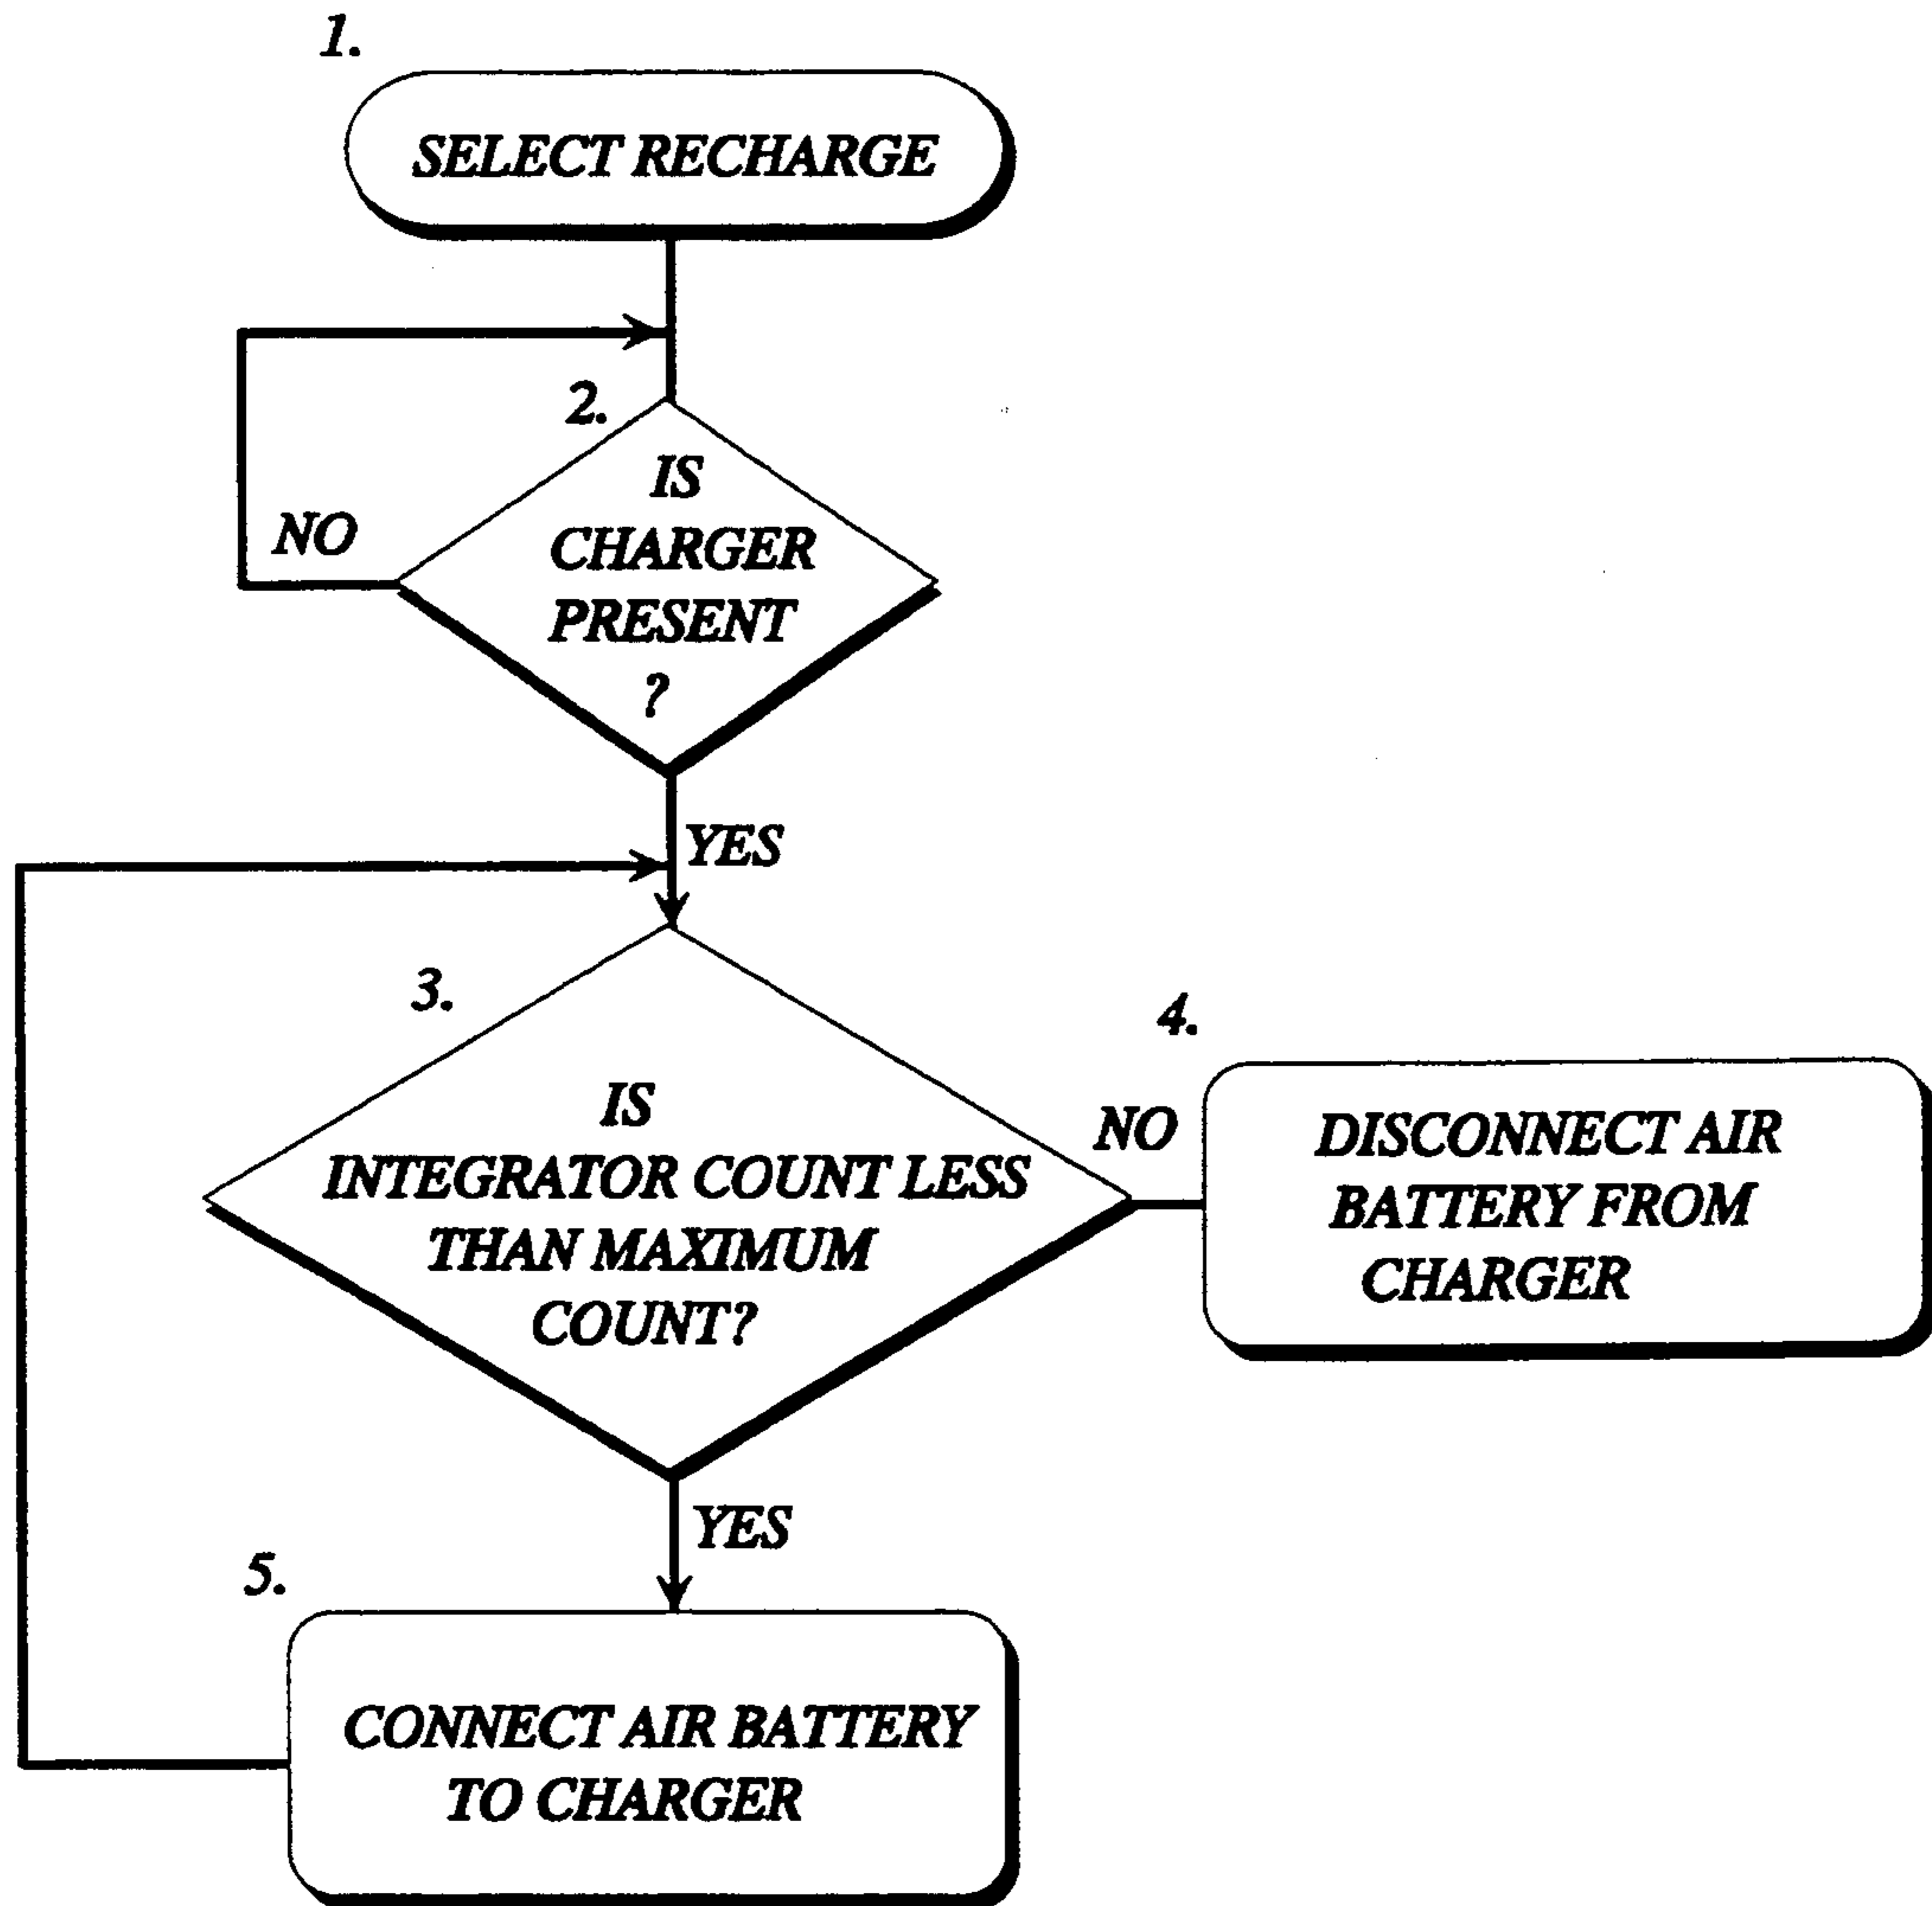 1.
SELECT RECHARGE
2.
IS
CHARGER
PRESENT
?
NO
YES
3.
IS
INTEGRATOR COUNT LESS
THAN MAXIMUM
COUNT?
NO
4.
DISCONNECT AIR
BATTERY FROM
CHARGER
YES
5.
CONNECT AIR BATTERY
TO CHARGER